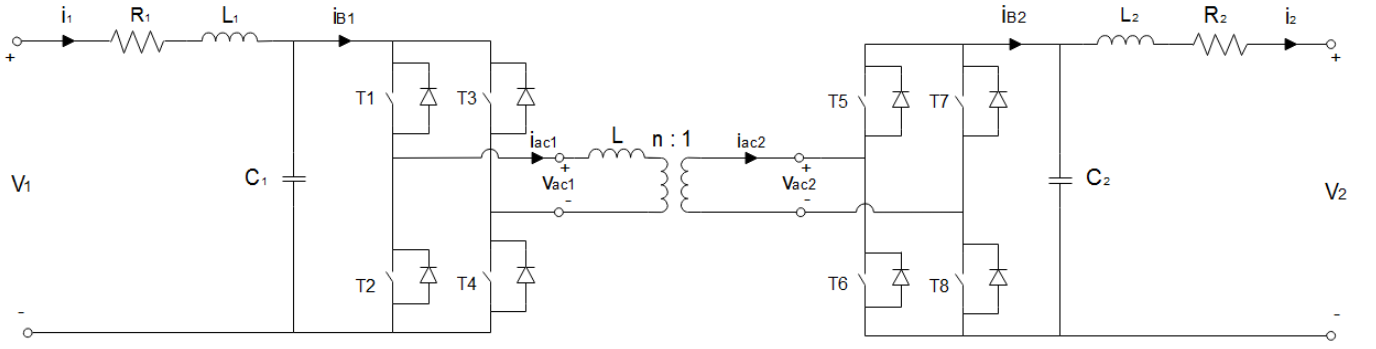 i₁ R₁ L₁ iB1 iB2 L₂ R₂ i₂
+ +
T1 T3 T5 T7
iac1 L n : 1 iac2
V₁ C₁ + Vac1 - + Vac2 - C₂ V₂
T2 T4 T6 T8
- -